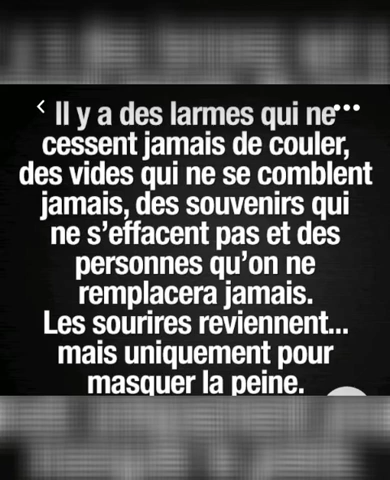 Il y a des larmes qui ne
cessent jamais de couler,
des vides qui ne se comblent
jamais, des souvenirs qui
ne s’effacent pas et des
personnes qu’on ne
remplacera jamais.
Les sourires reviennent...
mais uniquement pour
masquer la peine.